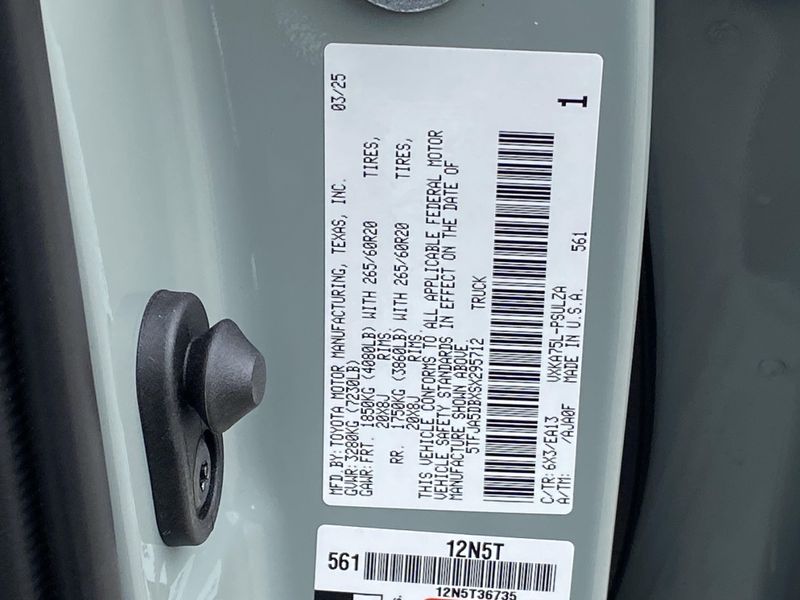 MFD.BY:TOYOTA MOTOR MANUFACTURING, TEXAS, INC. 03/25
GVWR:3280KG (7230LB)
GAWR:FRT. 1850KG (4080LB) WITH 265/60R20 TIRES,
20X8J RIMS
RR. 1750KG (3860LB) WITH 265/60R20 TIRES,
20X8J RIMS
THIS VEHICLE CONFORMS TO ALL APPLICABLE FEDERAL MOTOR
VEHICLE SAFETY STANDARDS IN EFFECT ON THE DATE OF
MANUFACTURE SHOWN ABOVE.
5TFJA5DBXSX295712 TRUCK
C/TR:6X3/EA13 VXKA75L-PSULZA
A/TM: /AJA0F MADE IN U.S.A. 561
1
12N5T
561
12N5T36735